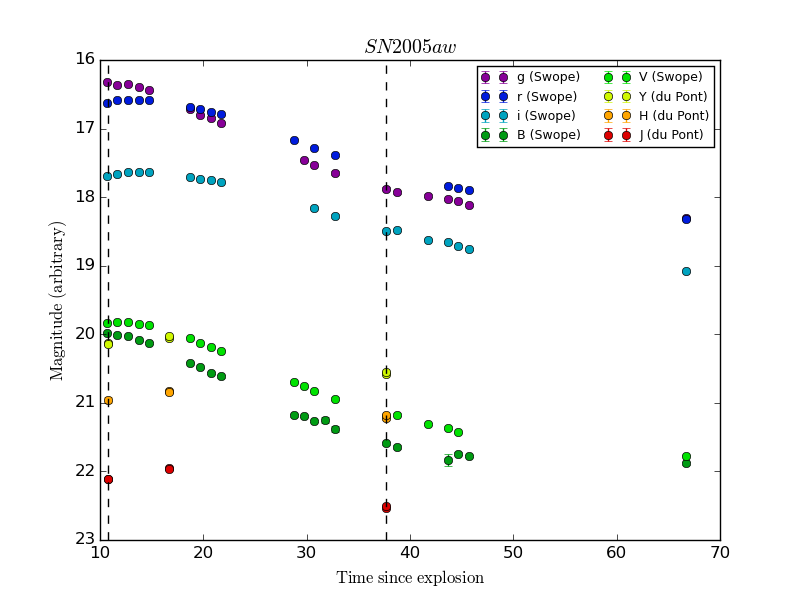 SN2005aw
16
17
18
19
20
21
22
23
Magnitude (arbitrary)
g (Swope)
r (Swope)
i (Swope)
B (Swope)
V (Swope)
Y (du Pont)
H (du Pont)
J (du Pont)
10 20 30 40 50 60 70
Time since explosion